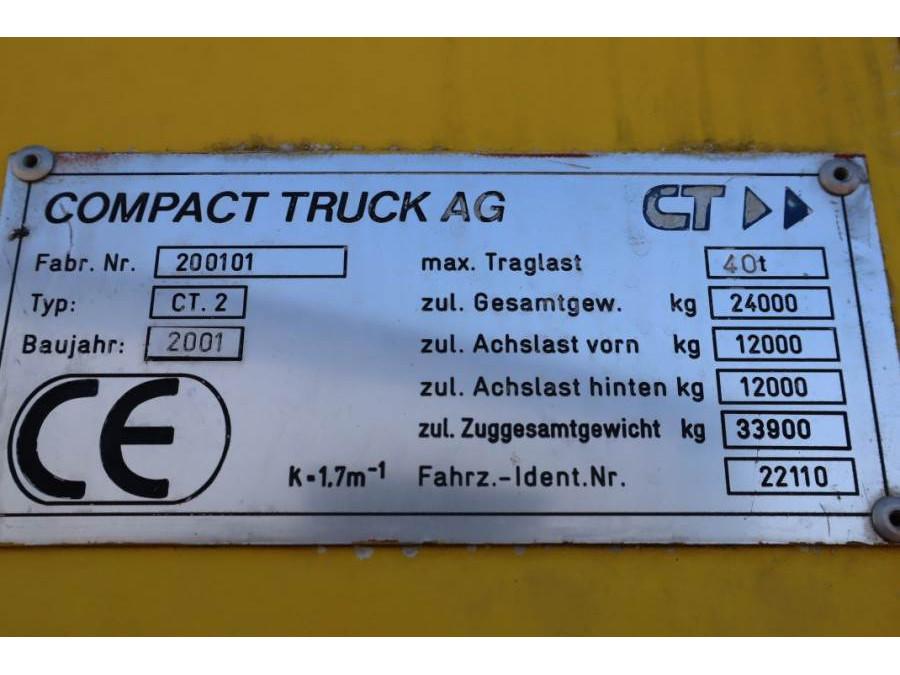 COMPACT TRUCK AG CT
Fabr. Nr. 200101 max. Traglast 40t
Typ: CT. 2 zul. Gesamtgew. kg 24000
Baujahr: 2001 zul. Achslast vorn kg 12000
zul. Achslast hinten kg 12000
CE zul. Zuggesamtgewicht kg 33900
K=1,7m⁻¹ Fahrz.-Ident.Nr. 22110